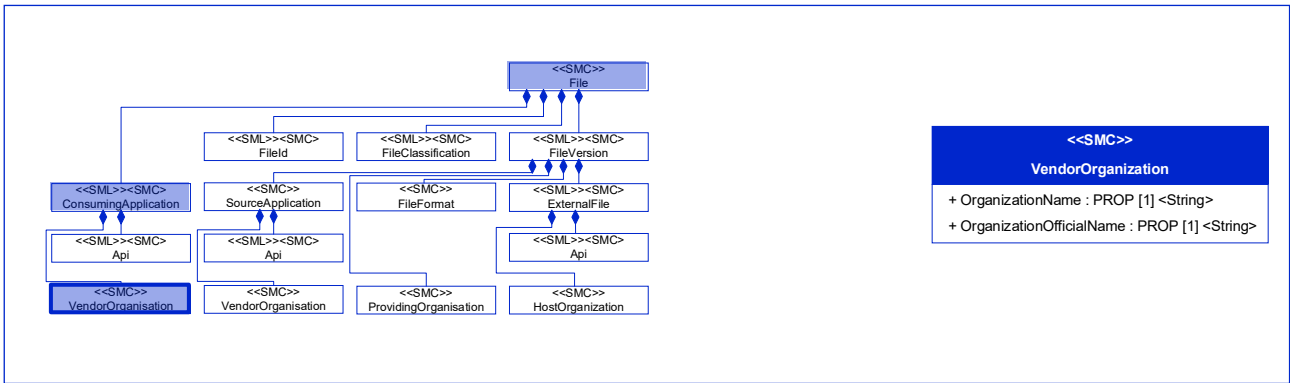 <<SMC>>
File
<<SML>><SMC>
FileId
<<SML>><SMC>
FileClassification
<<SML>><SMC>
FileVersion
<<SML>><SMC>
ConsumingApplication
<<SMC>>
SourceApplication
<<SMC>>
FileFormat
<<SML>><SMC>
ExternalFile
<<SML>><SMC>
Api
<<SML>><SMC>
Api
<<SML>><SMC>
Api
<<SMC>>
VendorOrganisation
<<SMC>>
VendorOrganisation
<<SMC>>
ProvidingOrganisation
<<SMC>>
HostOrganization
<<SMC>>
VendorOrganization
+ OrganizationName : PROP [1] <String>
+ OrganizationOfficialName : PROP [1] <String>